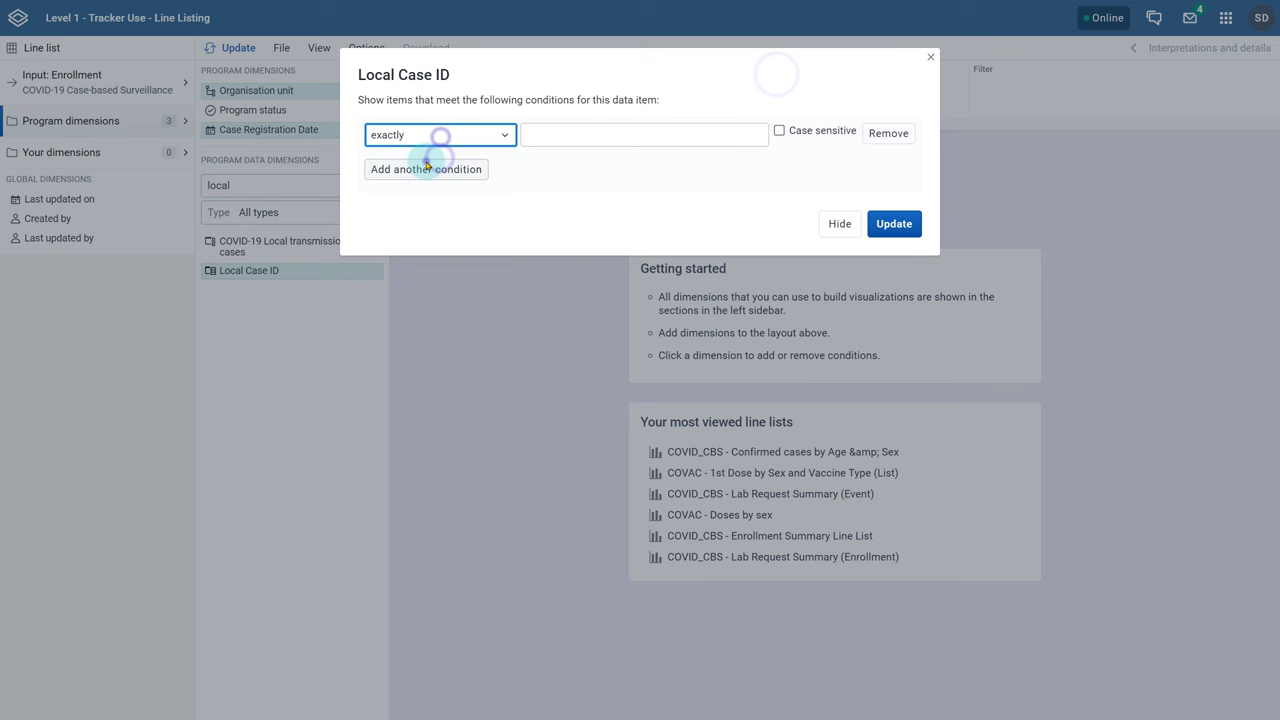 Level 1 - Tracker Use - Line Listing
Online
4
SD
Line list
Update
File
View
Options
Download
Interpretations and details
Input: Enrollment
COVID-19 Case-based Surveillance
Program dimensions
3
Your dimensions
0
GLOBAL DIMENSIONS
Last updated on
Created by
Last updated by
PROGRAM DIMENSIONS
Organisation unit
Program status
Case Registration Date
PROGRAM DATA DIMENSIONS
local
Type All types
COVID-19 Local transmissio
cases
Local Case ID
Filter
Local Case ID
Show items that meet the following conditions for this data item:
exactly
Case sensitive
Remove
Add another condition
Hide
Update
Getting started
All dimensions that you can use to build visualizations are shown in the
sections in the left sidebar.
Add dimensions to the layout above.
Click a dimension to add or remove conditions.
Your most viewed line lists
COVID_CBS - Confirmed cases by Age &amp; Sex
COVAC - 1st Dose by Sex and Vaccine Type (List)
COVID_CBS - Lab Request Summary (Event)
COVAC - Doses by sex
COVID_CBS - Enrollment Summary Line List
COVID_CBS - Lab Request Summary (Enrollment)